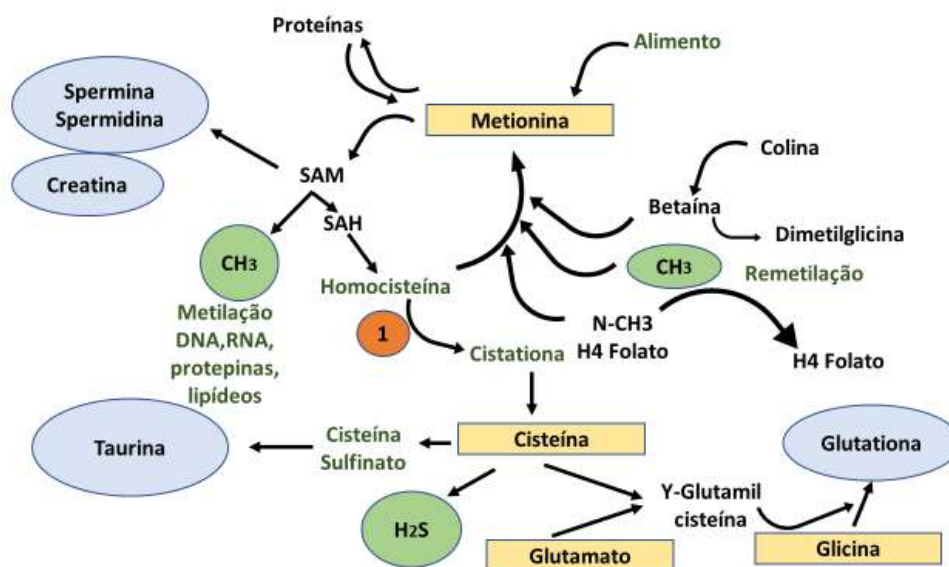 Proteínas
Alimento
Spermina
Spermidina
Metionina
Colina
Creatina
SAM
SAH
Betaína
Dimetilglicina
CH3
CH3
Remetilação
Homocisteína
Metilação
DNA,RNA,
protepinas,
lipídeos
1
N-CH3
H4 Folato
Cistationa
H4 Folato
Taurina
Cisteína
Sulfinato
Cisteína
Glutationa
H2S
Y-Glutamil
cisteína
Glutamato
Glicina